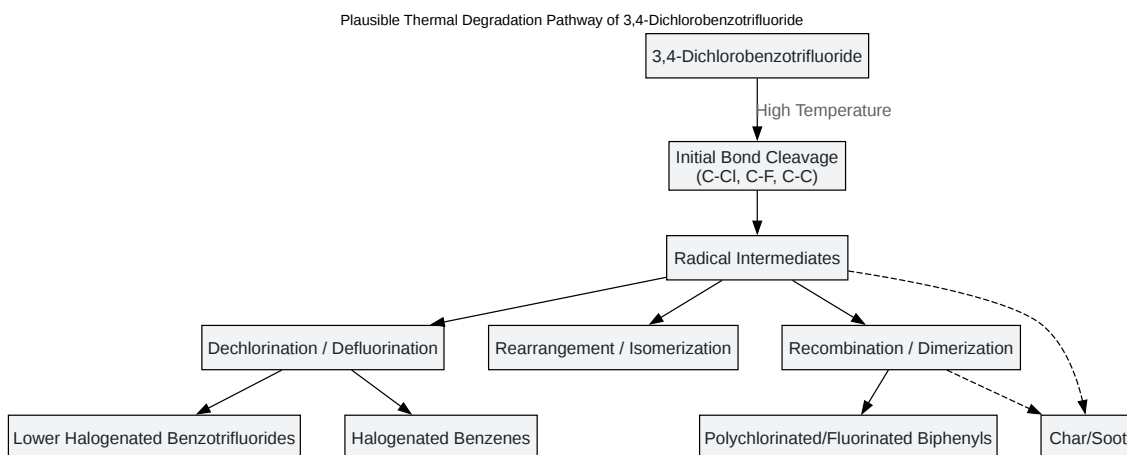 Plausible Thermal Degradation Pathway of 3,4-Dichlorobenzotrifluoride
3,4-Dichlorobenzotrifluoride
High Temperature
Initial Bond Cleavage
(C-Cl, C-F, C-C)
Radical Intermediates
Dechlorination / Defluorination
Rearrangement / Isomerization
Recombination / Dimerization
Lower Halogenated Benzotrifluorides
Halogenated Benzenes
Polychlorinated/Fluorinated Biphenyls
Char/Soot